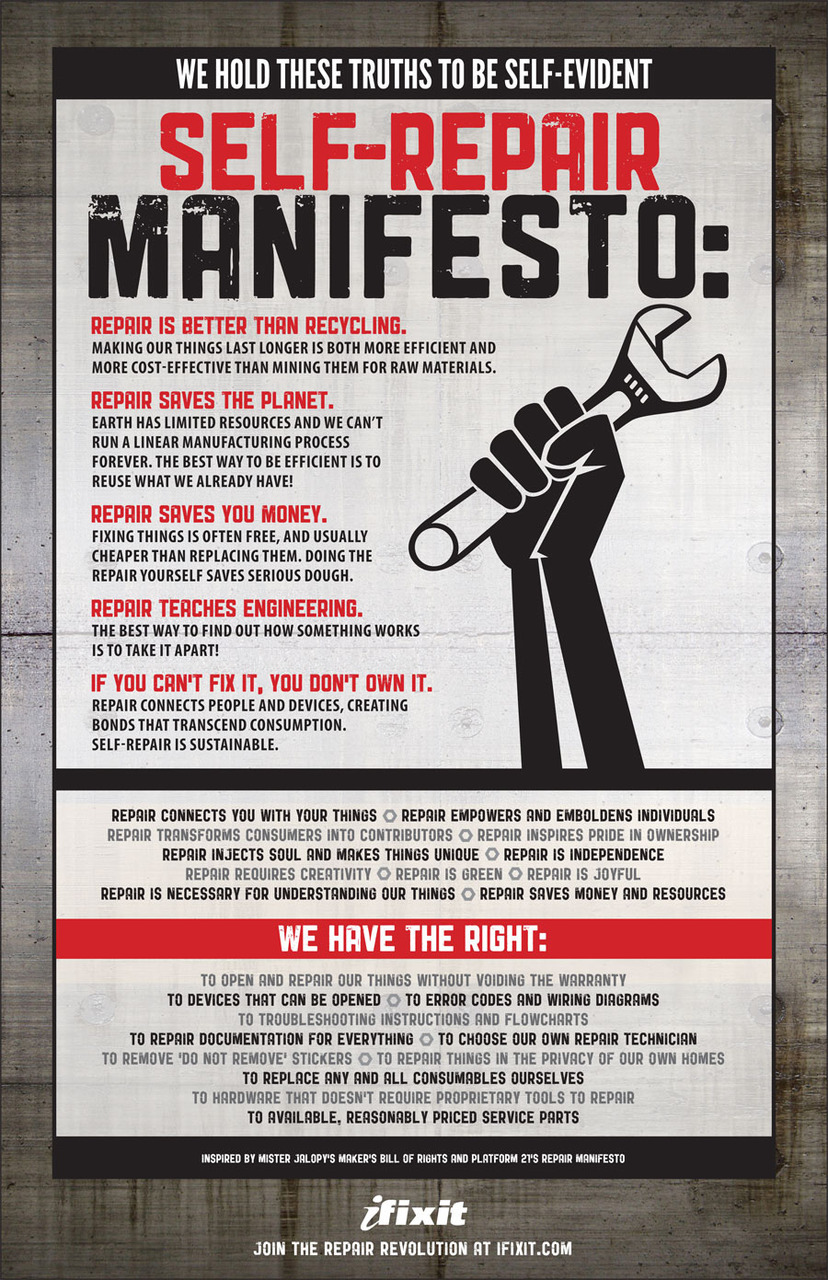 WE HOLD THESE TRUTHS TO BE SELF-EVIDENT
SELF-REPAIR
MANIFESTO:
REPAIR IS BETTER THAN RECYCLING.
MAKING OUR THINGS LAST LONGER IS BOTH MORE EFFICIENT AND
MORE COST-EFFECTIVE THAN MINING THEM FOR RAW MATERIALS.
REPAIR SAVES THE PLANET.
EARTH HAS LIMITED RESOURCES AND WE CAN'T
RUN A LINEAR MANUFACTURING PROCESS
FOREVER. THE BEST WAY TO BE EFFICIENT IS TO
REUSE WHAT WE ALREADY HAVE!
REPAIR SAVES YOU MONEY.
FIXING THINGS IS OFTEN FREE, AND USUALLY
CHEAPER THAN REPLACING THEM. DOING THE
REPAIR YOURSELF SAVES SERIOUS DOUGH.
REPAIR TEACHES ENGINEERING.
THE BEST WAY TO FIND OUT HOW SOMETHING WORKS
IS TO TAKE IT APART!
IF YOU CAN'T FIX IT, YOU DON'T OWN IT.
REPAIR CONNECTS PEOPLE AND DEVICES, CREATING
BONDS THAT TRANSCEND CONSUMPTION.
SELF-REPAIR IS SUSTAINABLE.
REPAIR CONNECTS YOU WITH YOUR THINGS REPAIR EMPOWERS AND EMBOLDENS INDIVIDUALS
REPAIR TRANSFORMS CONSUMERS INTO CONTRIBUTORS REPAIR INSPIRES PRIDE IN OWNERSHIP
REPAIR INJECTS SOUL AND MAKES THINGS UNIQUE REPAIR IS INDEPENDENCE
REPAIR REQUIRES CREATIVITY REPAIR IS GREEN REPAIR IS JOYFUL
REPAIR IS NECESSARY FOR UNDERSTANDING OUR THINGS REPAIR SAVES MONEY AND RESOURCES
WE HAVE THE RIGHT:
TO OPEN AND REPAIR OUR THINGS WITHOUT VOIDING THE WARRANTY
TO DEVICES THAT CAN BE OPENED TO ERROR CODES AND WIRING DIAGRAMS
TO TROUBLESHOOTING INSTRUCTIONS AND FLOWCHARTS
TO REPAIR DOCUMENTATION FOR EVERYTHING TO CHOOSE OUR OWN REPAIR TECHNICIAN
TO REMOVE 'DO NOT REMOVE' STICKERS TO REPAIR THINGS IN THE PRIVACY OF OUR OWN HOMES
TO REPLACE ANY AND ALL CONSUMABLES OURSELVES
TO HARDWARE THAT DOESN'T REQUIRE PROPRIETARY TOOLS TO REPAIR
TO AVAILABLE, REASONABLY PRICED SERVICE PARTS
INSPIRED BY MISTER JALOPY'S MAKER'S BILL OF RIGHTS AND PLATFORM 21'S REPAIR MANIFESTO
ifixit
JOIN THE REPAIR REVOLUTION AT IFIXIT.COM